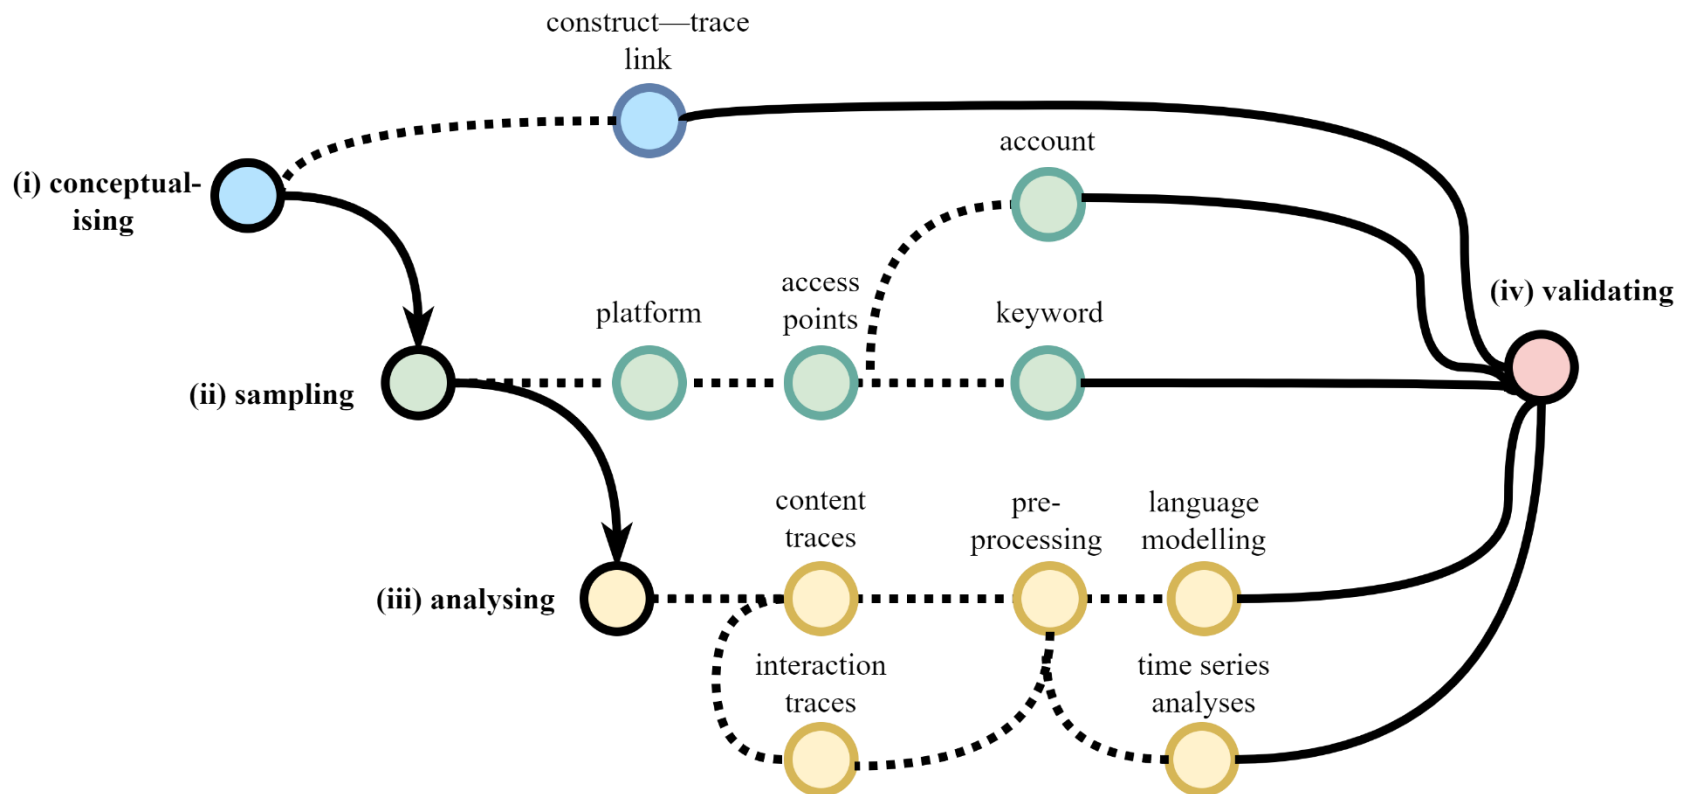 construct—trace
link
account
(i) conceptual-
ising
access
points
platform
keyword
(iv) validating
(ii) sampling
content
traces
pre-
processing
language
modelling
(iii) analysing
interaction
traces
time series
analyses